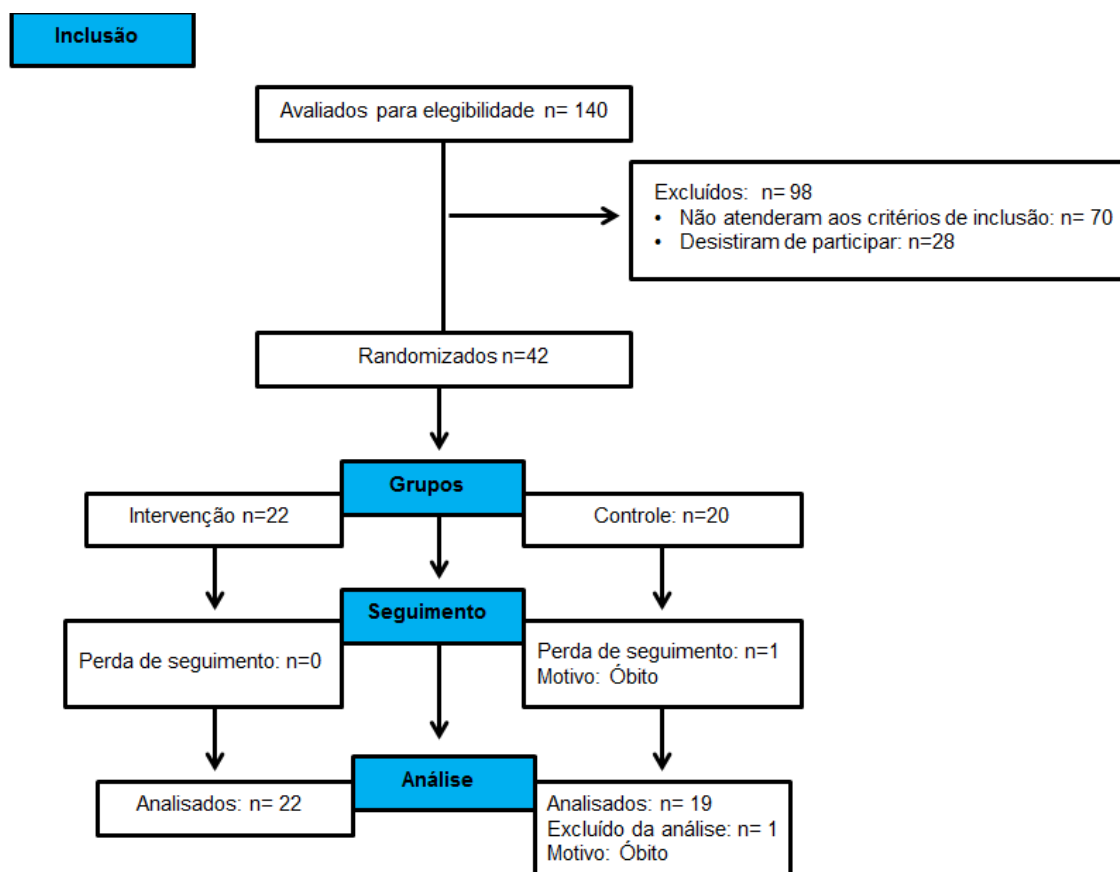 Inclusão
Avaliados para elegibilidade n= 140
Excluídos: n= 98
• Não atenderam aos critérios de inclusão: n= 70
• Desistiram de participar: n=28
Randomizados n=42
Grupos
Intervenção n=22
Controle: n=20
Seguimento
Perda de seguimento: n=0
Perda de seguimento: n=1
Motivo: Óbito
Análise
Analisados: n= 22
Analisados: n= 19
Excluído da análise: n= 1
Motivo: Óbito